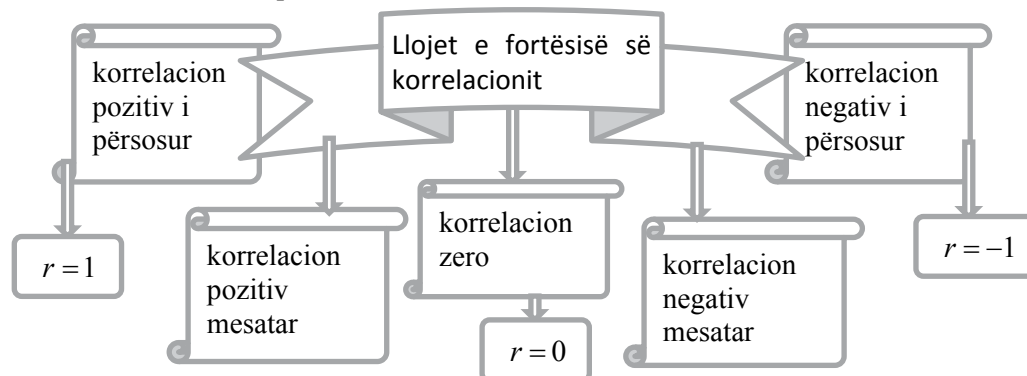 Llojet e fortësisë së
korrelacionit
korrelacion
pozitiv i
përsosur
korrelacion
negativ i
përsosur
r = 1
korrelacion
pozitiv
mesatar
korrelacion
zero
r = 0
korrelacion
negativ
mesatar
r = −1